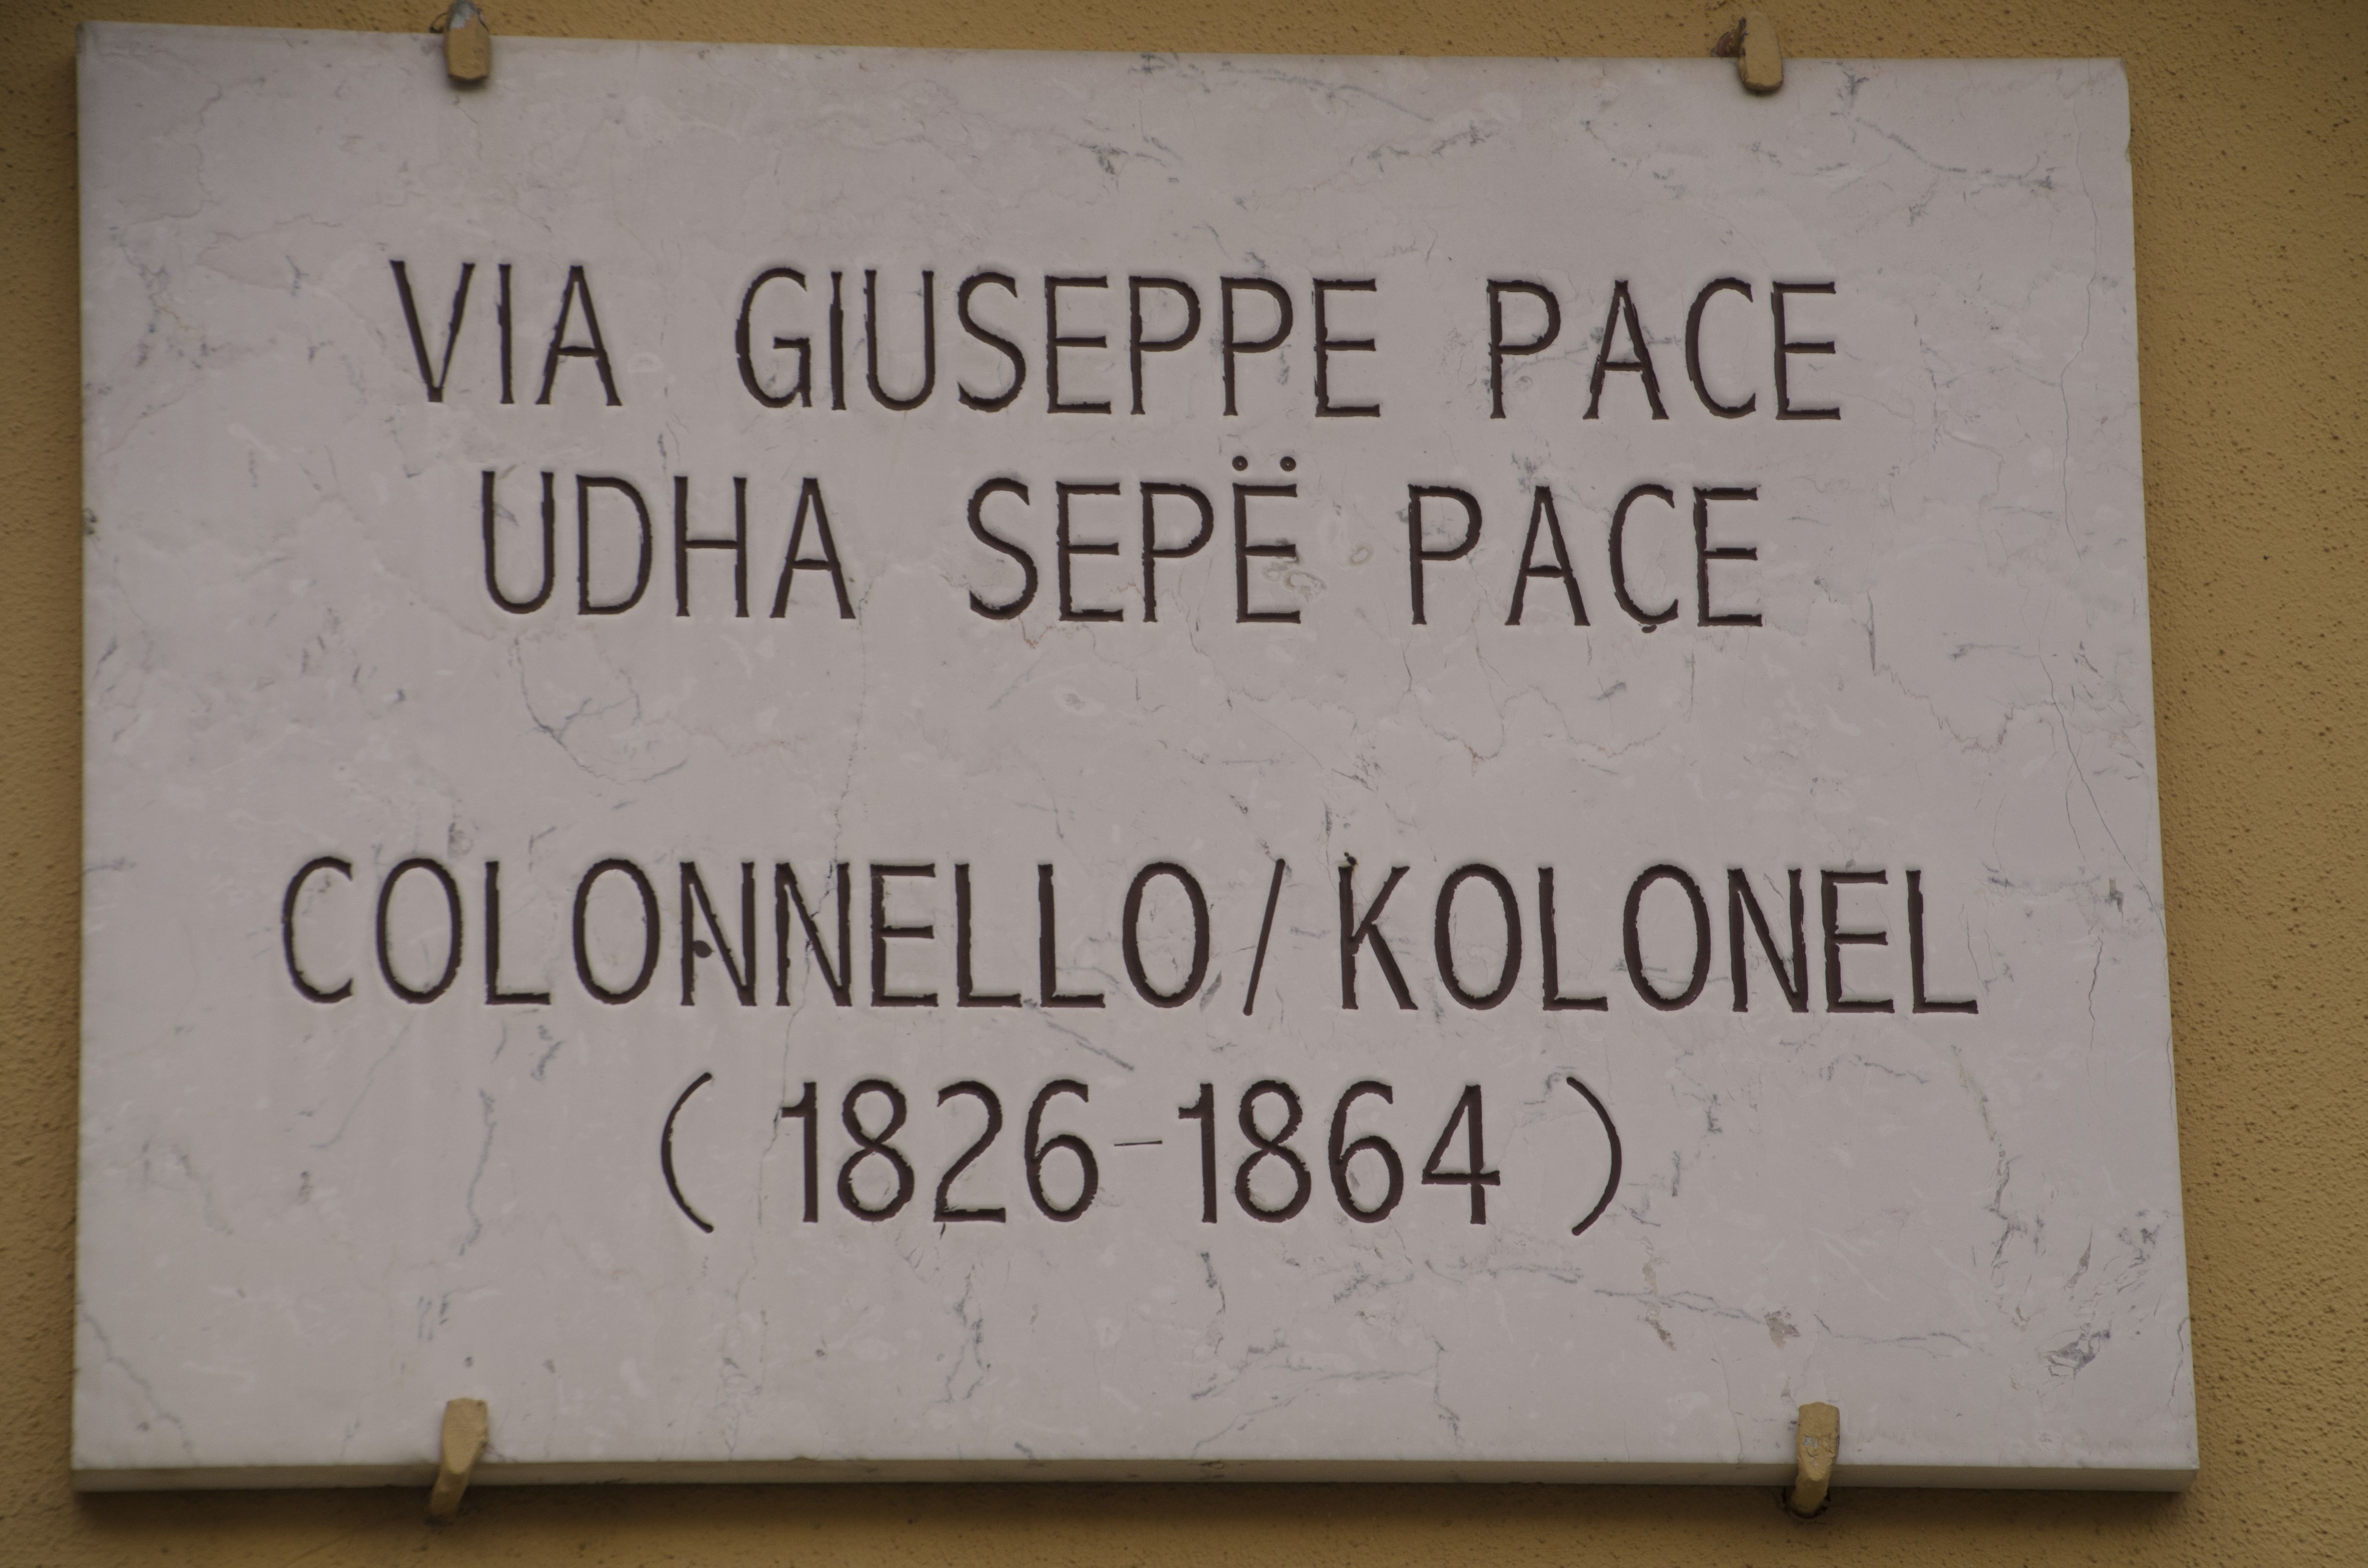 VIA GIUSEPPE PACE
UDHA SEPË PAÇE
COLONNELLO/KOLONEL
(1826-1864)